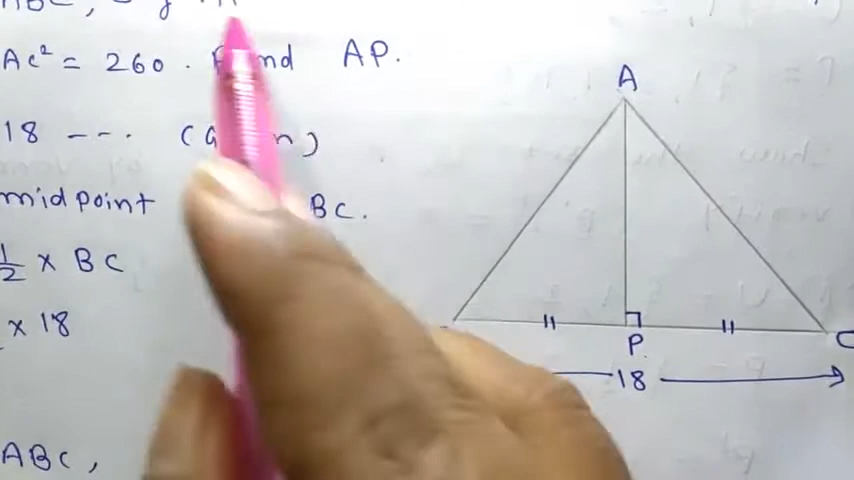 AC² = 260. Find AP.
18 ---. (Given)
midpoint BC.
1/2 × BC
× 18
ABC,
A
P.
C
18